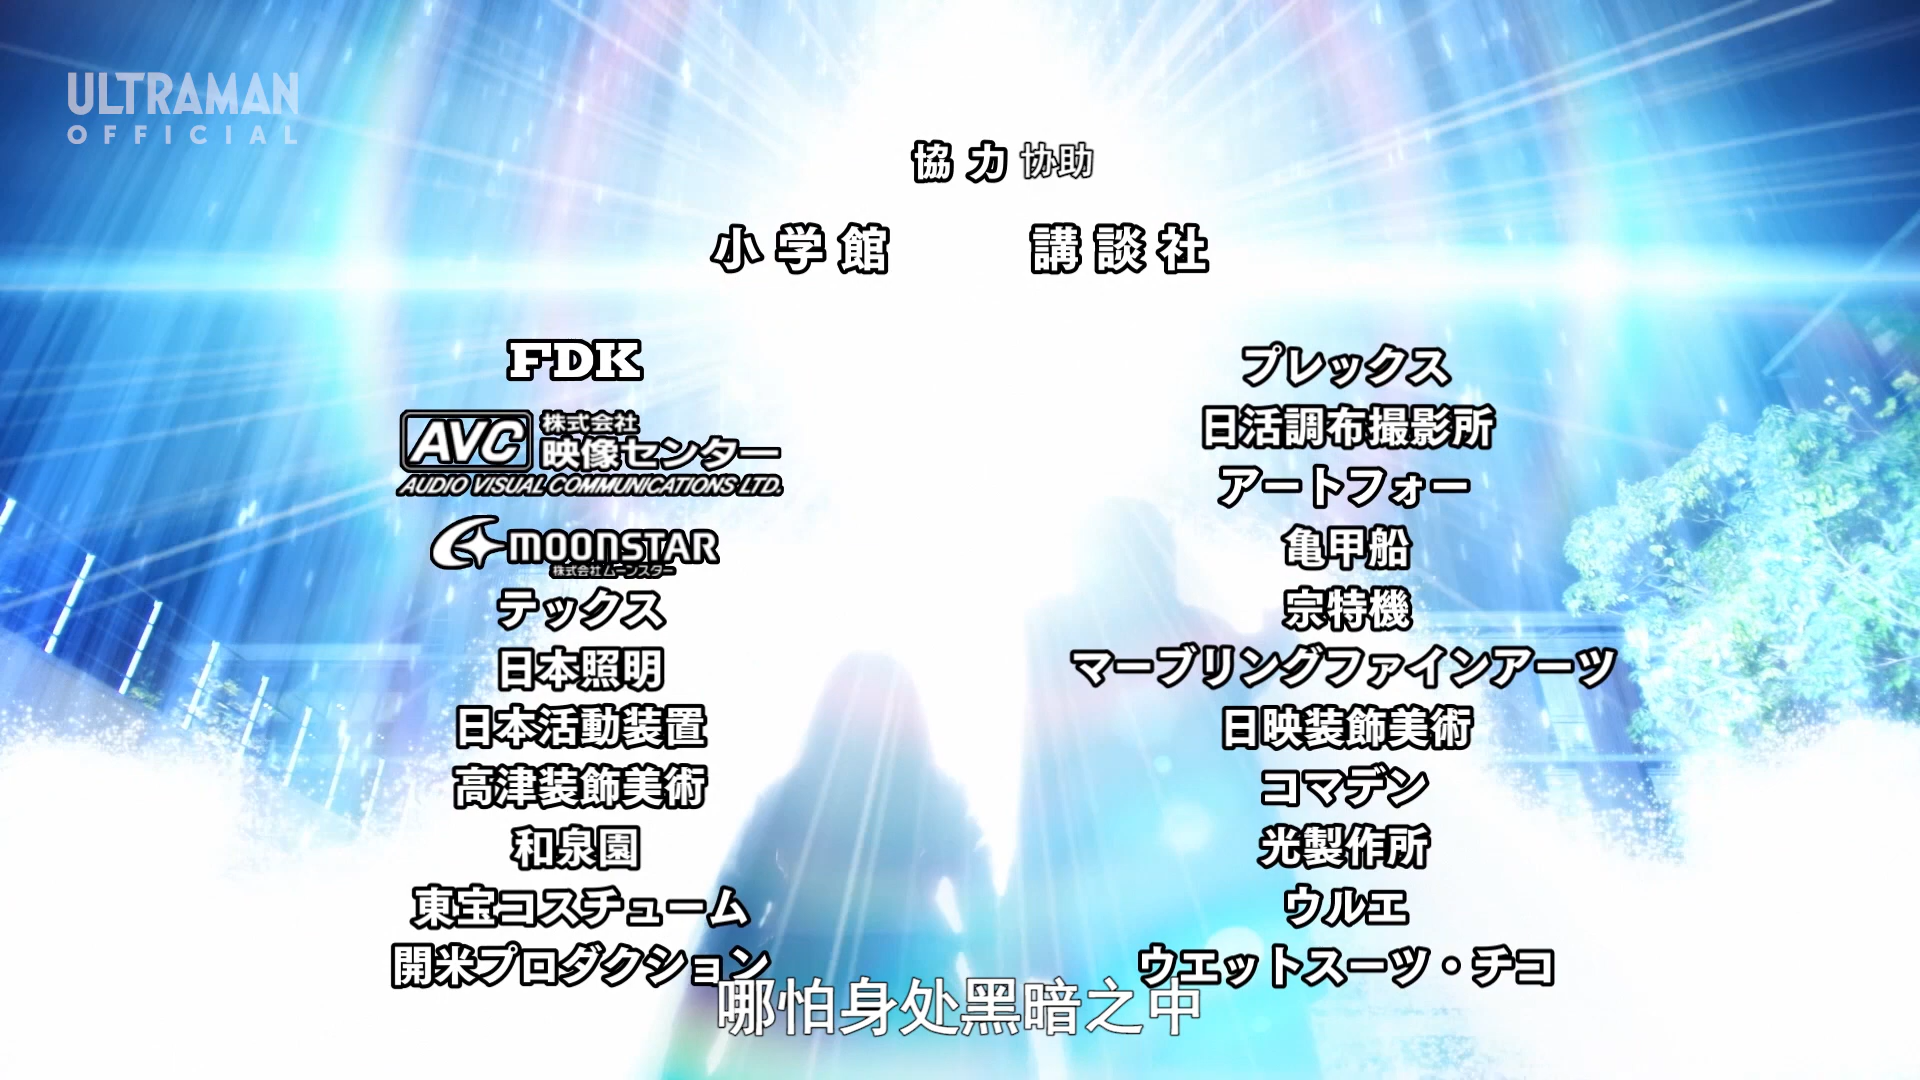 ULTRAMAN
OFFICIAL
協力 协助
小学館 講談社
FDK
AVC 株式会社
映像センター
AUDIO VISUAL COMMUNICATIONS LTD.
MOONSTAR
株式会社ムーンスター
テックス
日本照明
日本活動装置
高津装飾美術
和泉園
東宝コスチューム
開米プロダクション
プレックス
日活調布撮影所
アートフォー
亀甲船
宗特機
マーブリングファインアーツ
日映装飾美術
コマデン
光製作所
ウルエ
ウエットスーツ・チコ
哪怕身处黑暗之中